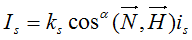 I_s = k_s cos^α (N⃗, H⃗) i_s